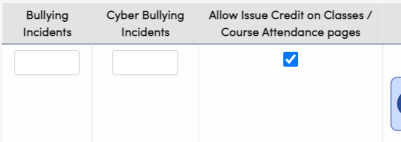 Bullying Incidents
Cyber Bullying Incidents
Allow Issue Credit on Classes / Course Attendance pages